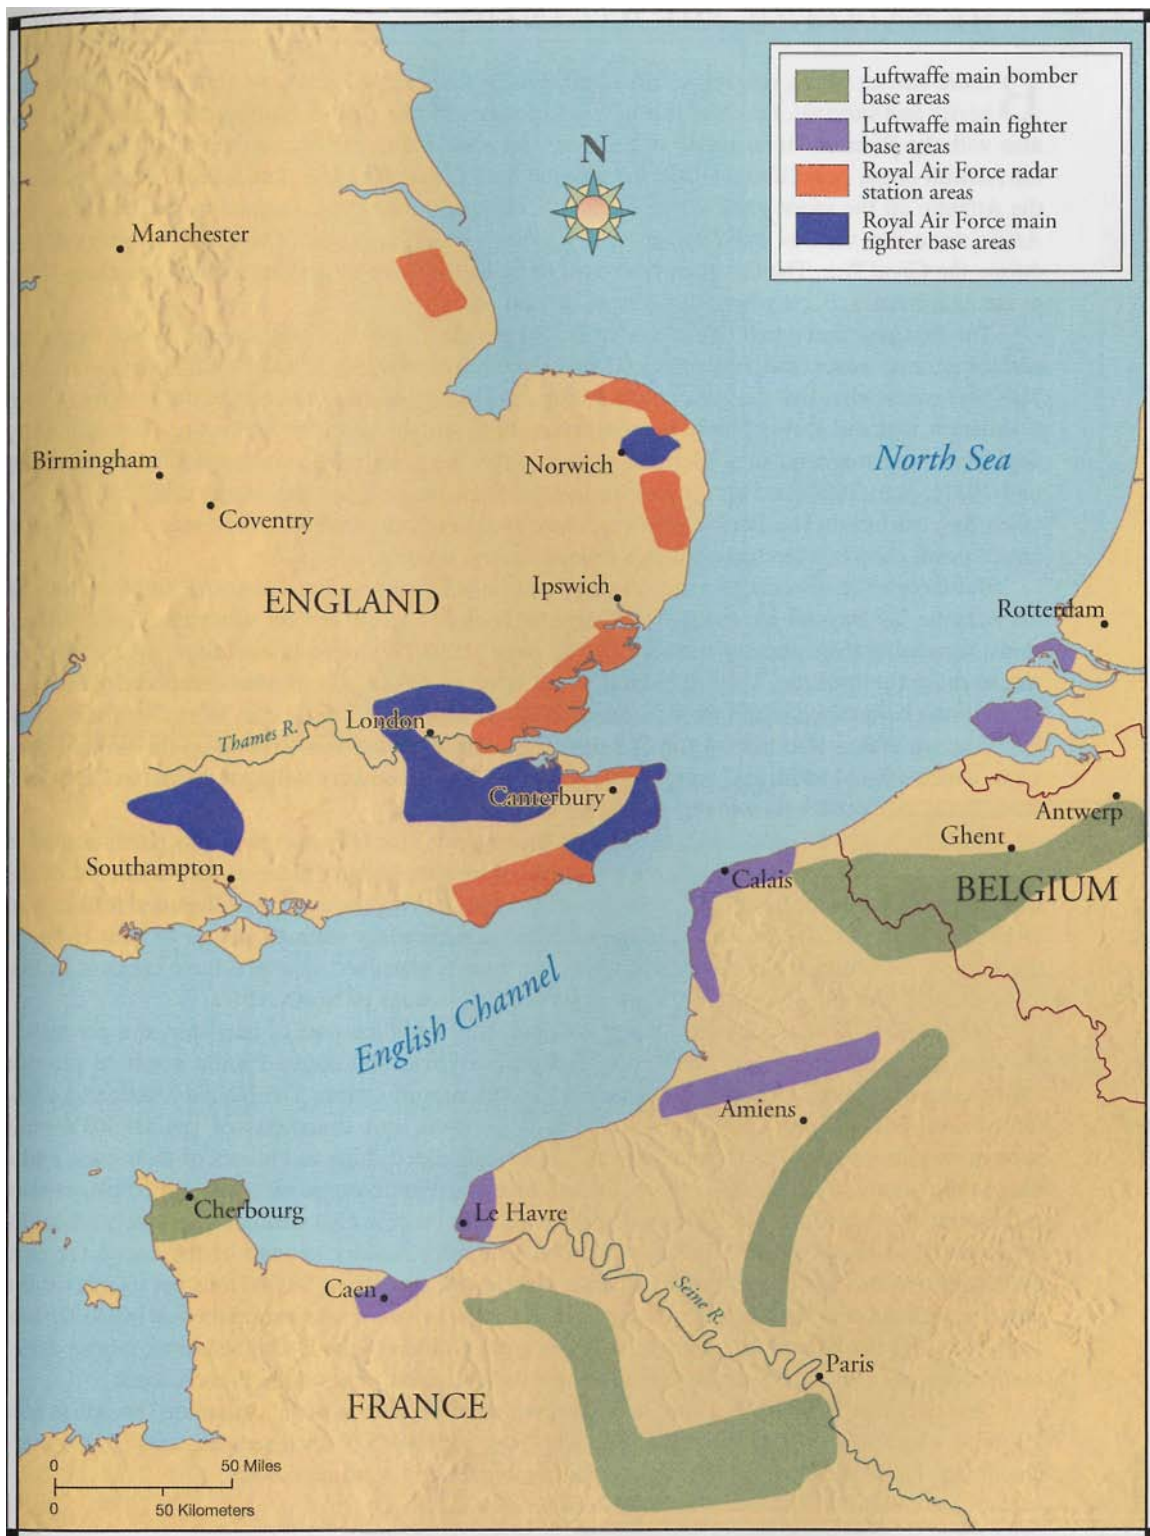 Luftwaffe main bomber
base areas
Luftwaffe main fighter
base areas
Royal Air Force radar
station areas
Royal Air Force main
fighter base areas
N
Manchester
Birmingham
Coventry
Norwich
North Sea
Ipswich
ENGLAND
Rotterdam
London
Thames R.
Canterbury
Antwerp
Ghent
Southampton
Calais
BELGIUM
English Channel
Amiens
Cherbourg
Le Havre
Caen
Seine R.
Paris
FRANCE
0 50 Miles
0 50 Kilometers